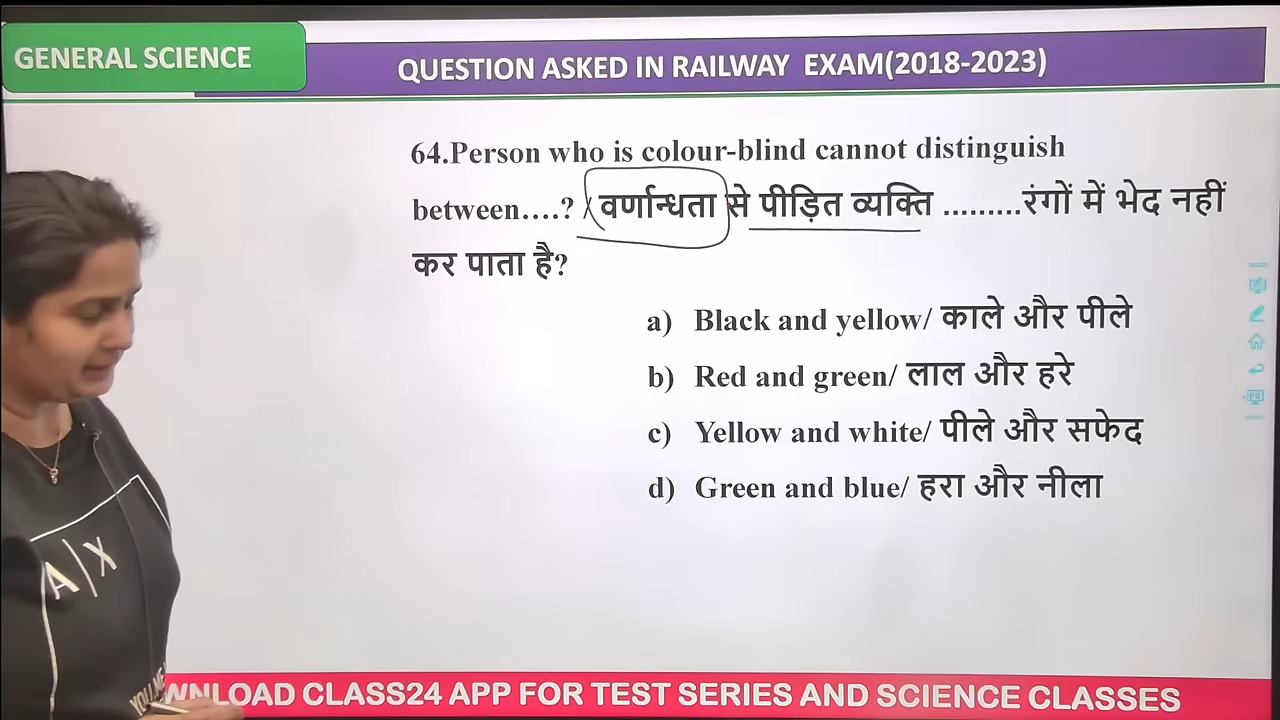 GENERAL SCIENCE
QUESTION ASKED IN RAILWAY EXAM(2018-2023)
64.Person who is colour-blind cannot distinguish
between....? / वर्णान्धता से पीड़ित व्यक्ति .........रंगों में भेद नहीं
कर पाता है?
a) Black and yellow/ काले और पीले
b) Red and green/ लाल और हरे
c) Yellow and white/ पीले और सफेद
d) Green and blue/ हरा और नीला
A|X
WNLOAD CLASS24 APP FOR TEST SERIES AND SCIENCE CLASSES